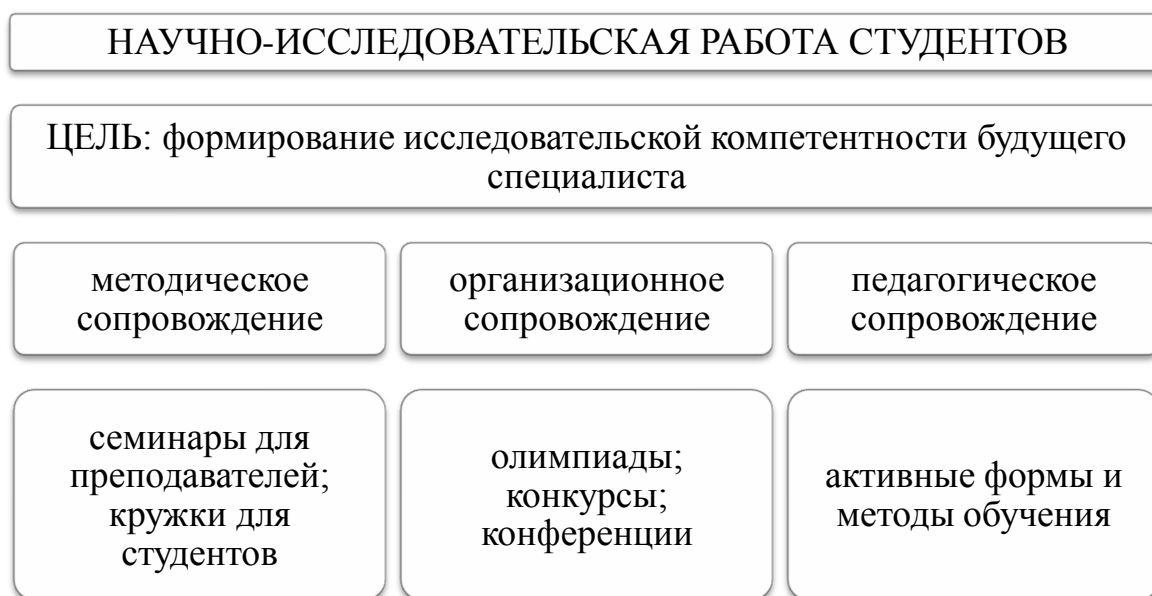 НАУЧНО-ИССЛЕДОВАТЕЛЬСКАЯ РАБОТА СТУДЕНТОВ
ЦЕЛЬ: формирование исследовательской компетентности будущего
специалиста
методическое
сопровождение
организационное
сопровождение
педагогическое
сопровождение
семинары для
преподавателей;
кружки для
студентов
олимпиады;
конкурсы;
конференции
активные формы и
методы обучения